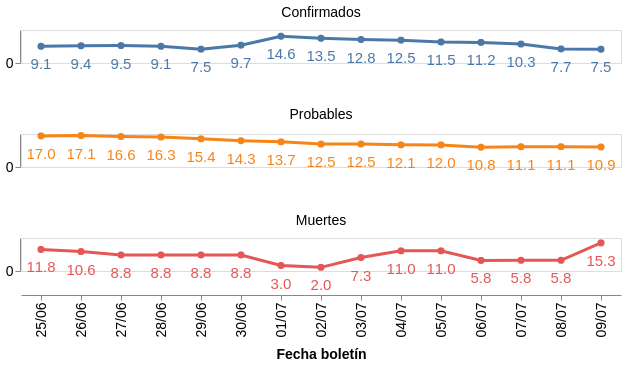 Confirmados
0
9.1 9.4 9.5 9.1 7.5 9.7 14.6 13.5 12.8 12.5 11.5 11.2 10.3 7.7 7.5
Probables
0
17.0 17.1 16.6 16.3 15.4 14.3 13.7 12.5 12.5 12.1 12.0 10.8 11.1 11.1 10.9
Muertes
0
11.8 10.6 8.8 8.8 8.8 8.8 3.0 2.0 7.3 11.0 11.0 5.8 5.8 5.8 15.3
25/06 26/06 27/06 28/06 29/06 30/06 01/07 02/07 03/07 04/07 05/07 06/07 07/07 08/07 09/07
Fecha boletín